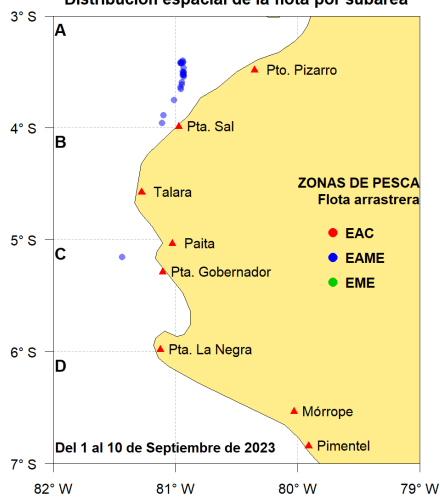 Distribución espacial de la flota por subárea
3° S
A
Pto. Pizarro
Pta. Sal
4° S
B
ZONAS DE PESCA
Flota arrastrera
Talara
EAC
Paita
5° S
C
EAME
Pta. Gobernador
EME
Pta. La Negra
6° S
D
Mórrope
Del 1 al 10 de Septiembre de 2023
Pimentel
7° S
82° W 81° W 80° W 79° W